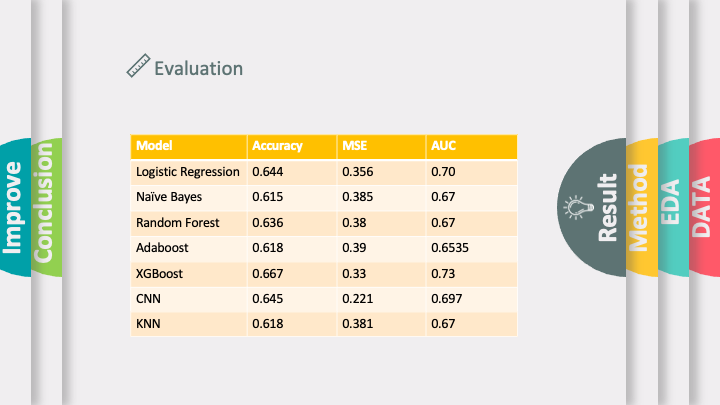 Evaluation
Model Accuracy MSE AUC
Logistic Regression 0.644 0.356 0.70
Naïve Bayes 0.615 0.385 0.67
Random Forest 0.636 0.38 0.67
Adaboost 0.618 0.39 0.6535
XGBoost 0.667 0.33 0.73
CNN 0.645 0.221 0.697
KNN 0.618 0.381 0.67
Improve
Conclusion
Result
Method
EDA
DATA